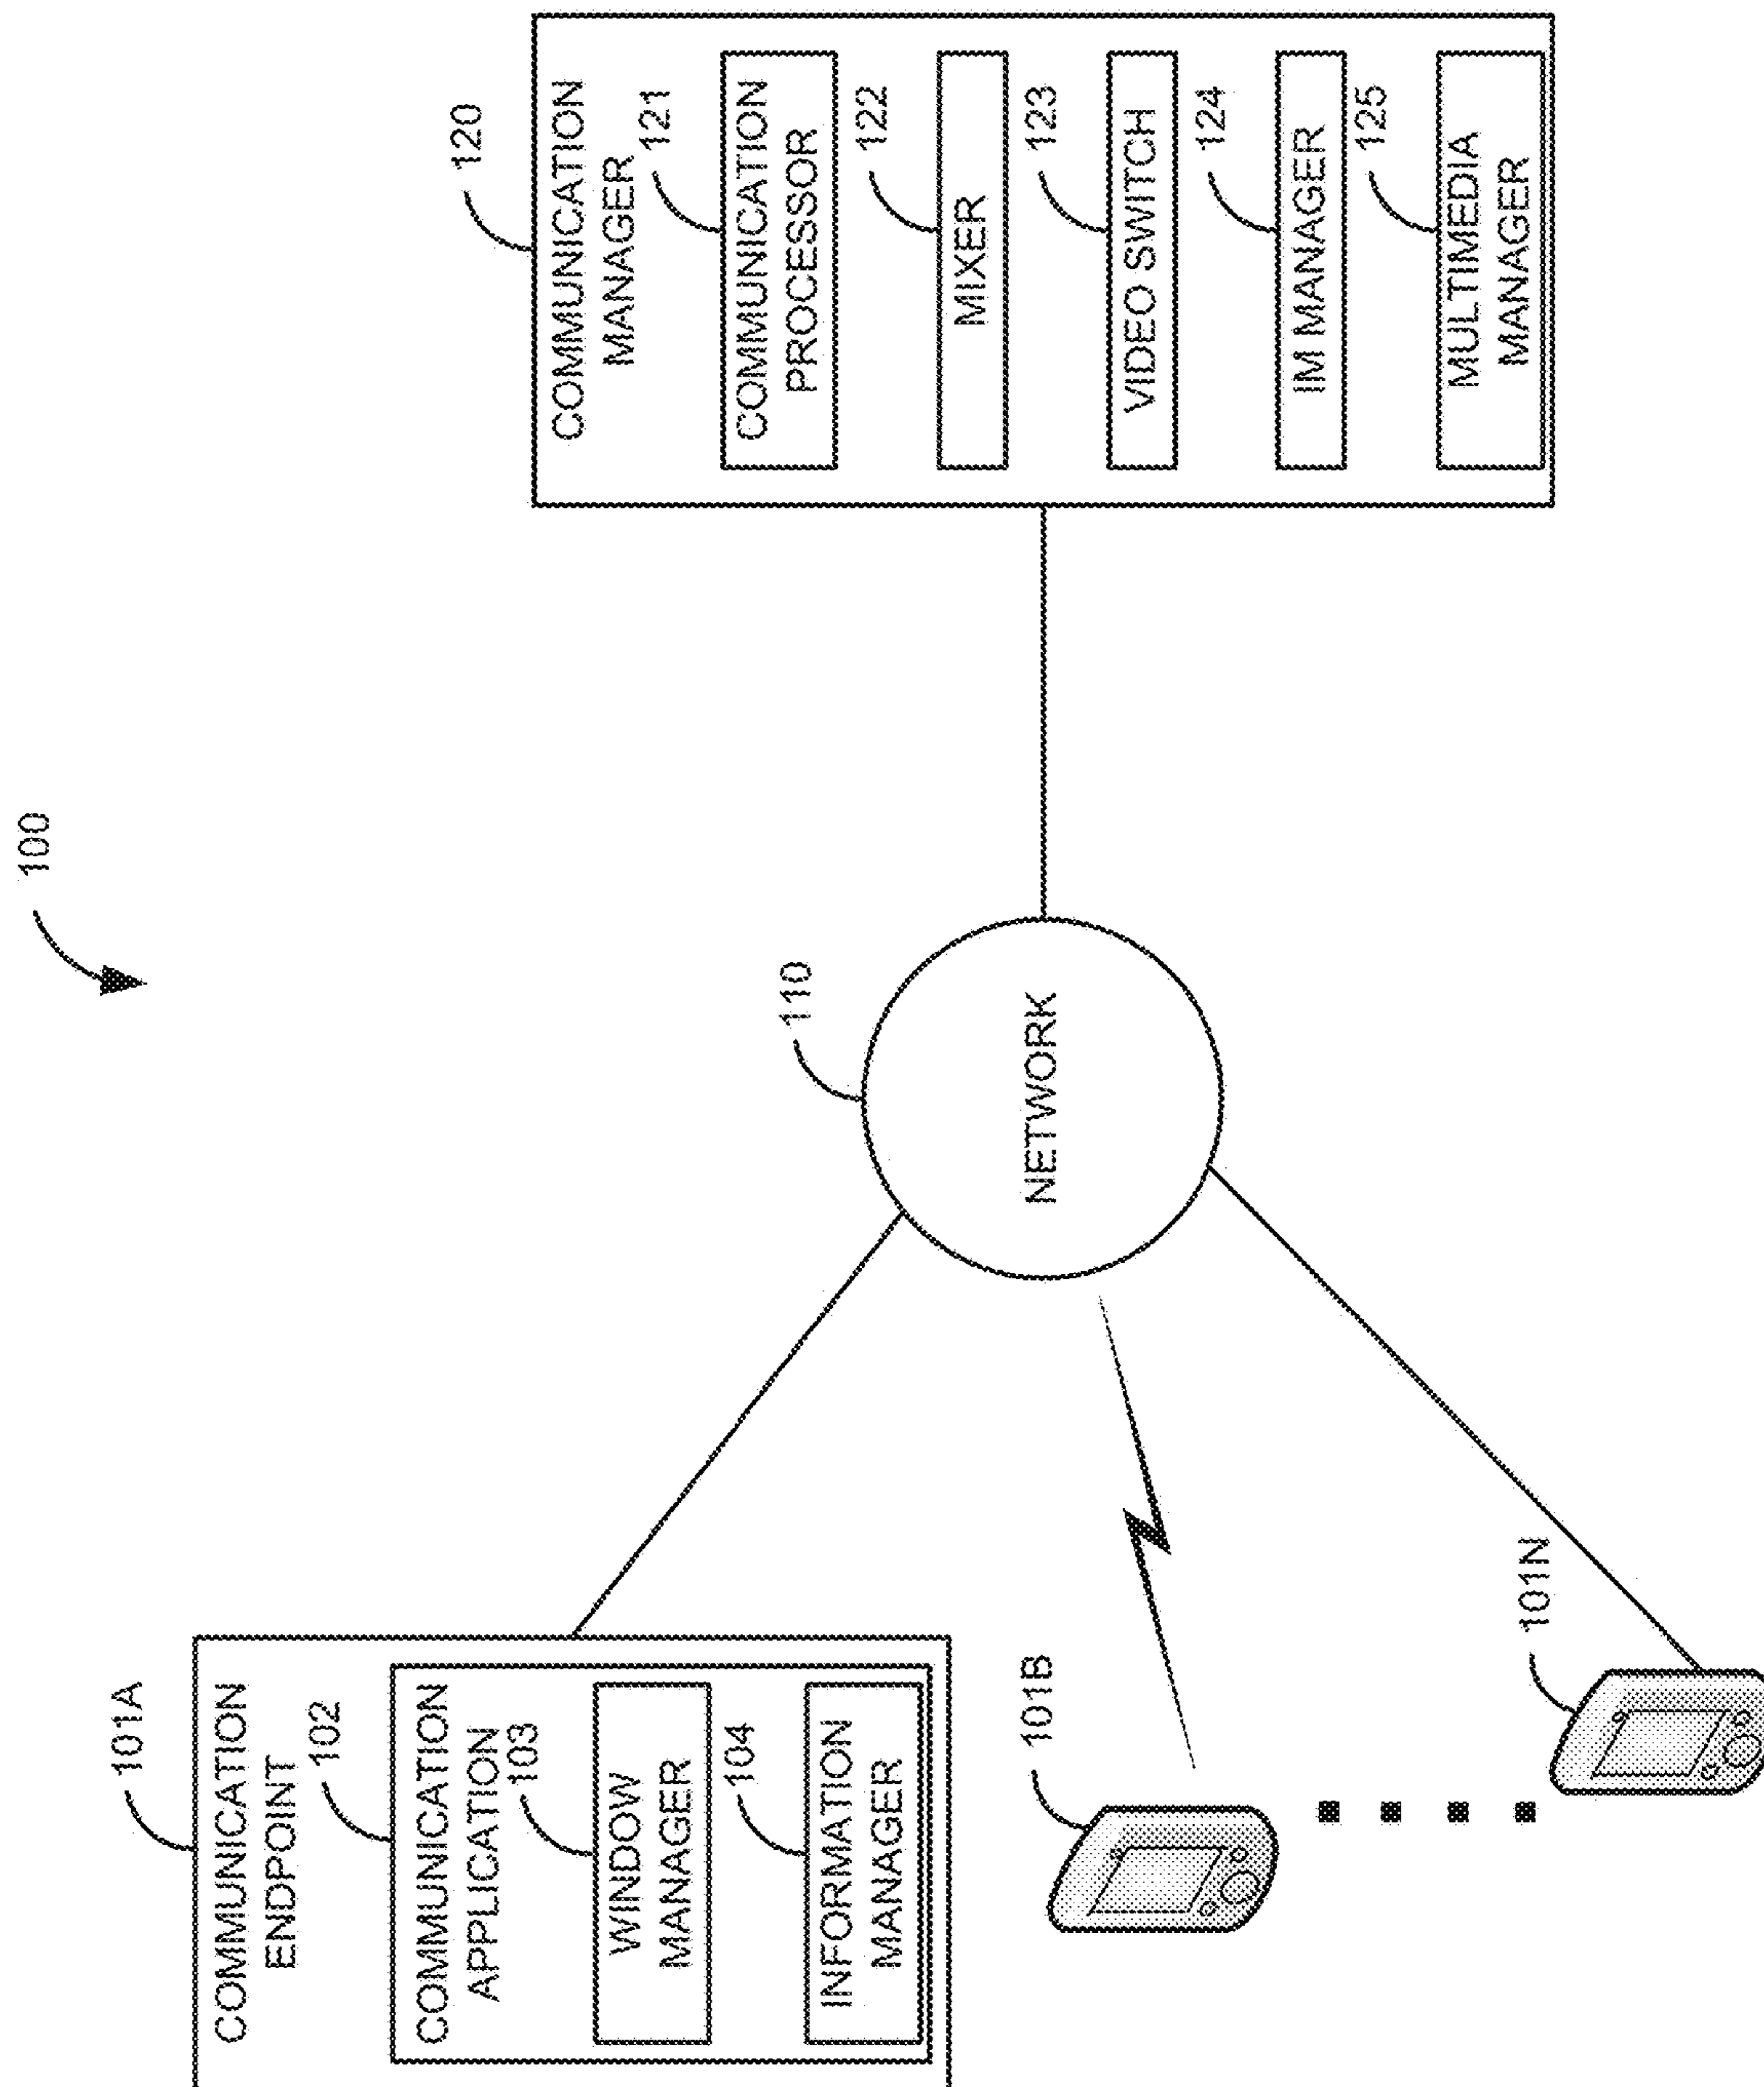 100
101A
COMMUNICATION
ENDPOINT
102
COMMUNICATION
APPLICATION
103
WINDOW
MANAGER
104
INFORMATION
MANAGER
101B
101N
110
NETWORK
120
COMMUNICATION
MANAGER
121
COMMUNICATION
PROCESSOR
122
MIXER
123
VIDEO SWITCH
124
IM MANAGER
125
MULTIMEDIA
MANAGER